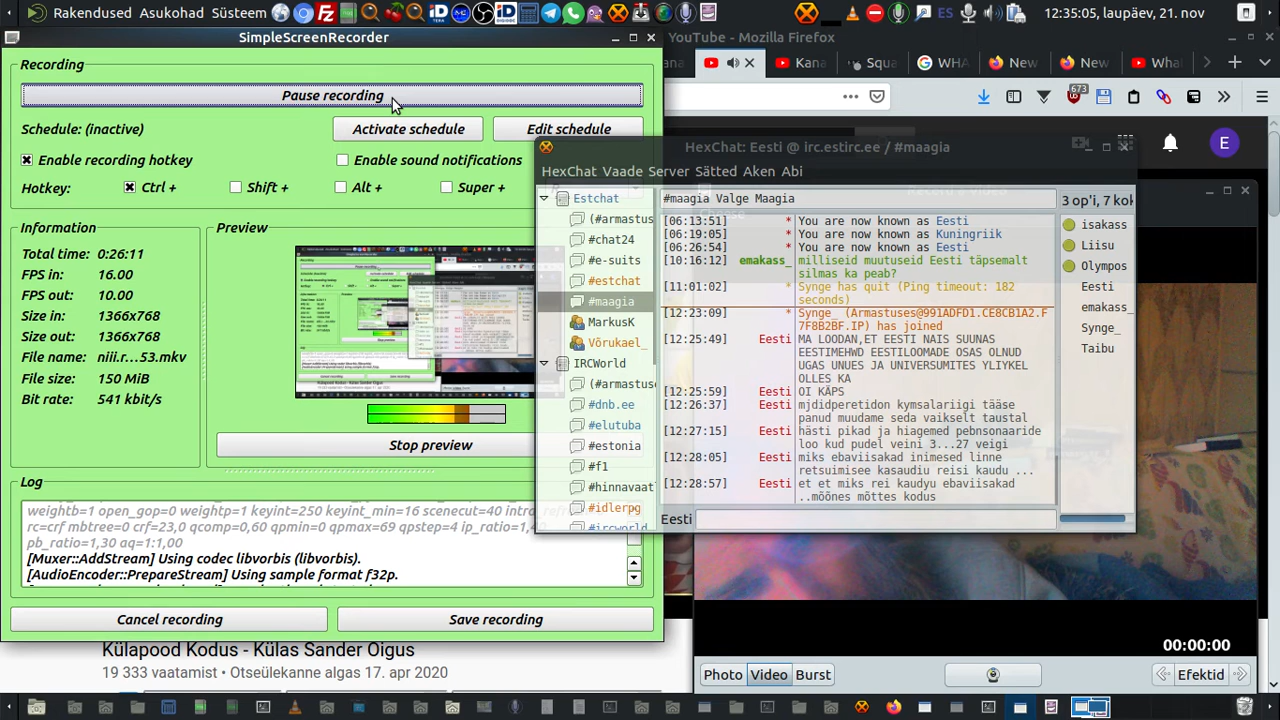 Rakendused Asukohad Süsteem
ES
12:35:05, laupäev, 21. nov
SimpleScreenRecorder
YouTube - Mozilla Firefox
Recording
Pause recording
Schedule: (inactive)
Activate schedule
Edit schedule
Enable recording hotkey
Enable sound notifications
Hotkey:
Ctrl +
Shift +
Alt +
Super +
Information
Total time: 0:26:11
FPS in: 16.00
FPS out: 10.00
Size in: 1366x768
Size out: 1366x768
File name: niii.r...53.mkv
File size: 150 MiB
Bit rate: 541 kbit/s
Preview
Stop preview
Log
weightb=1 open_gop=0 weightp=1 keyint=250 keyint_min=16 scenecut=40 intra_refr
rc=crf mbtree=0 crf=23,0 qcomp=0,60 qpmin=0 qpmax=69 qpstep=4 ip_ratio=1,40
pb_ratio=1,30 aq=1:1,00
[Muxer::AddStream] Using codec libvorbis (libvorbis).
[AudioEncoder::PrepareStream] Using sample format f32p.
Cancel recording
Save recording
Kana
Squa
WHA
New
New
What
673
E
HexChat: Eesti @ irc.estirc.ee / #maagia
HexChat Vaade Server Sätted Aken Abi
Estchat
(#armastus
#chat24
#e-suits
#estchat
#maagia
MarkusK
Võrukael_
IRCWorld
(#armastus
#dnb.ee
#elutuba
#estonia
#f1
#hinnavaat
#idlerpg
#ircworld
#maagia Valge Maagia
[06:13:51] * You are now known as Eesti
[06:19:05] * You are now known as Kuningriik
[06:26:54] * You are now known as Eesti
[10:16:12] emakass_ milliseid muutuseid Eesti täpsemalt
silmas ka peab?
[11:01:02] * Synge has quit (Ping timeout: 182
seconds)
[12:23:09] * Synge_ (Armastuses@991ADFD1.CE8CB1A2.F
7F8B2BF.IP) has joined
[12:25:49] Eesti MA LOODAN,ET EESTI NAIS SUUNAS
EESTIMEHWD EESTILOOMADE OSAS OLNUD
UGAS UNUES JA UNIVERSUMITES YLIYKEL
OLLES KA
[12:25:59] Eesti OI KÄPS
[12:26:37] Eesti mjdidperetidon kymsalariigi tääse
panud muudame seda vaikselt taustal
[12:27:15] Eesti hästi pikad ja hiagemed pebnsonaaride
loo kud pudel veini 3...27 veigi
[12:28:05] Eesti miks ebaviisakad inimesed linne
retsuimisee kasaudiu reisi kaudu ...
[12:28:57] Eesti et et miks rei kaudyu ebaviisakad
..mõõnes mõttes kodus
Eesti
3 op'i, 7 kok
isakass
Liisu
Olympos
Eesti
emakass_
Synge_
Taibu
00:00:00
Photo Video Burst
Efektid
Külapood Kodus - Külas Sander Oigus
19 333 vaatamist • Otseülekanne algas 17. apr 2020